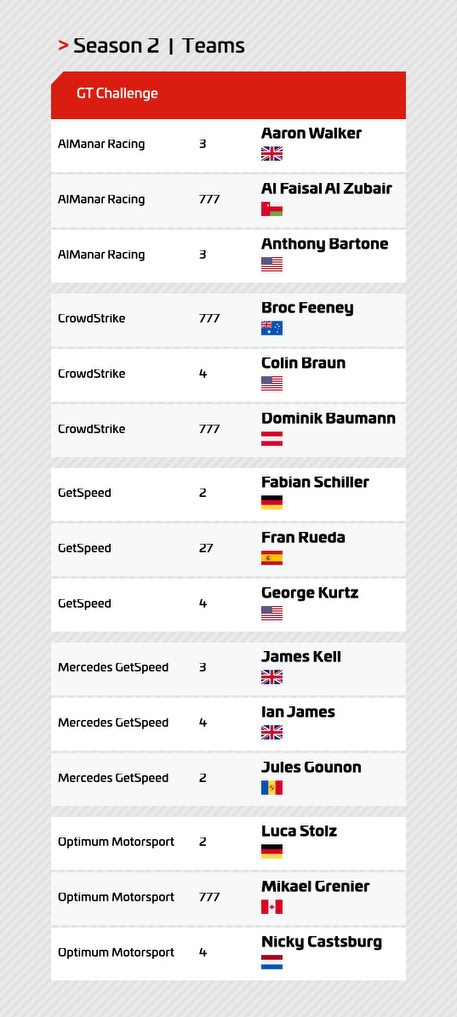 > Season 2 | Teams
GT Challenge
AlManar Racing 3 Aaron Walker
AlManar Racing 777 Al Faisal Al Zubair
AlManar Racing 3 Anthony Bartone
CrowdStrike 777 Broc Feeney
CrowdStrike 4 Colin Braun
CrowdStrike 777 Dominik Baumann
GetSpeed 2 Fabian Schiller
GetSpeed 27 Fran Rueda
GetSpeed 4 George Kurtz
Mercedes GetSpeed 3 James Kell
Mercedes GetSpeed 4 Ian James
Mercedes GetSpeed 2 Jules Gounon
Optimum Motorsport 2 Luca Stolz
Optimum Motorsport 777 Mikael Grenier
Optimum Motorsport 4 Nicky Castsburg